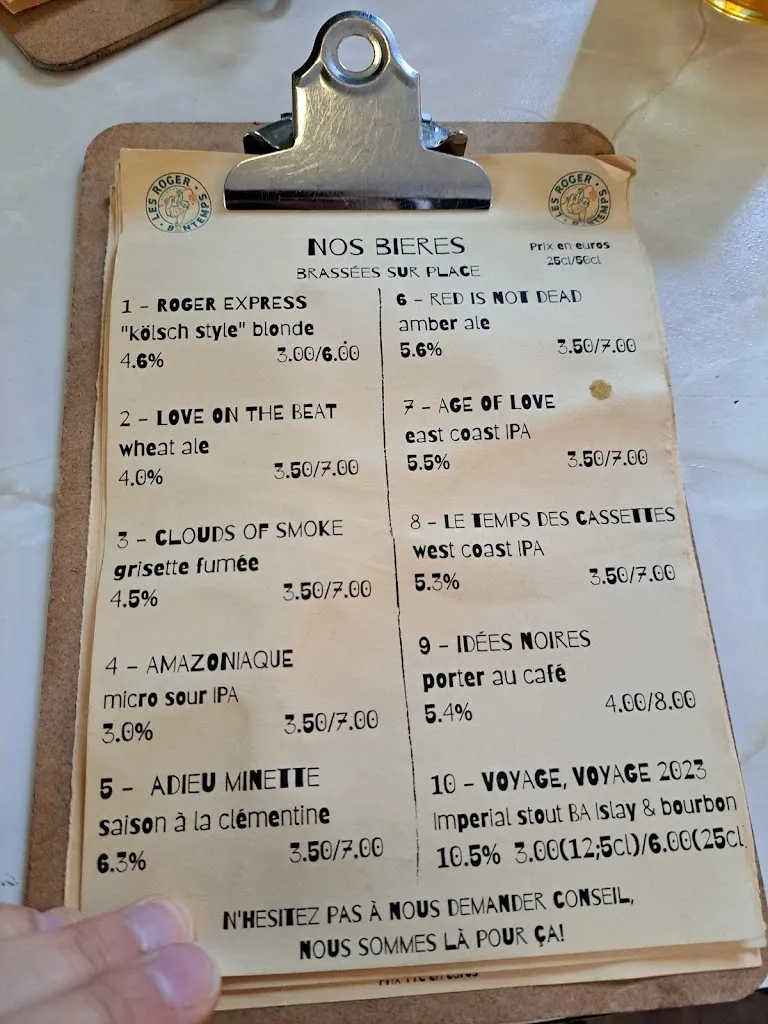 LES ROGER BONTEMPS
LES ROGER BONTEMPS
NOS BIERES
BRASSÉES SUR PLACE
Prix en euros
25cl/50cl
1 - ROGER EXPRESS
"kölsch style" blonde
4.6% 3.00/6.00
2 - LOVE ON THE BEAT
wheat ale
4.0% 3.50/7.00
3 - CLOUDS OF SMOKE
grisette fumée
4.5% 3.50/7.00
4 - AMAZONIAQUE
micro sour IPA
3.0% 3.50/7.00
5 - ADIEU MINETTE
saison à la clémentine
6.3% 3.50/7.00
6 - RED IS NOT DEAD
amber ale
5.6% 3.50/7.00
7 - AGE OF LOVE
east coast IPA
5.5% 3.50/7.00
8 - LE TEMPS DES CASSETTES
west coast IPA
5.3% 3.50/7.00
9 - IDÉES NOIRES
porter au café
5.4% 4.00/8.00
10 - VOYAGE, VOYAGE 2023
Imperial stout BA Islay & bourbon
10.5% 3.00(12;5cl)/6.00(25cl
N'HESITEZ PAS À NOUS DEMANDER CONSEIL,
NOUS SOMMES LÀ POUR ÇA!
Prix TTC en euros